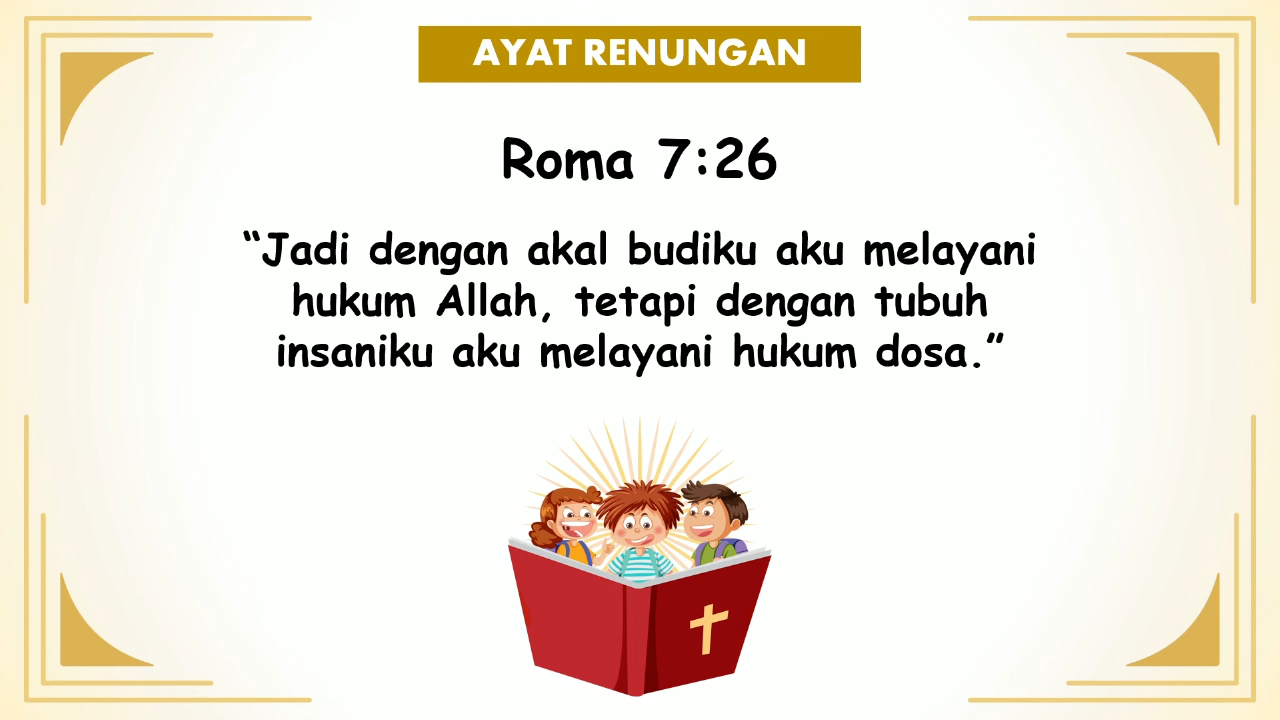 AYAT RENUNGAN
Roma 7:26
“Jadi dengan akal budiku aku melayani
hukum Allah, tetapi dengan tubuh
insaniku aku melayani hukum dosa.”